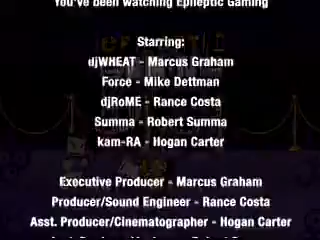 You've been watching Epileptic Gaming
Starring:
djWHEAT - Marcus Graham
Force - Mike Dettman
djRoME - Rance Costa
Summa - Robert Summa
kam-RA - Hogan Carter
Executive Producer - Marcus Graham
Producer/Sound Engineer - Rance Costa
Asst. Producer/Cinematographer - Hogan Carter